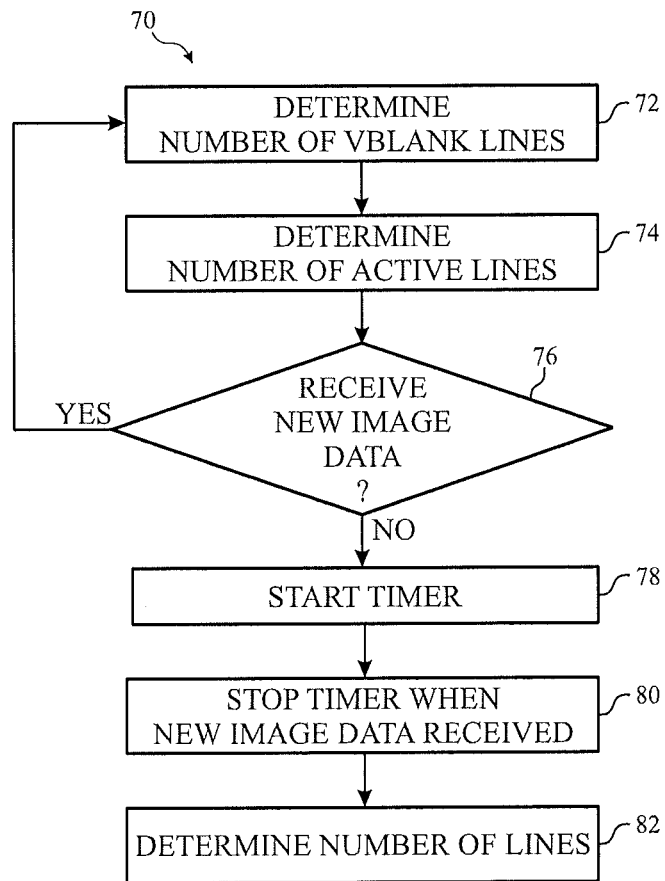 70
DETERMINE
NUMBER OF VBLANK LINES
72
DETERMINE
NUMBER OF ACTIVE LINES
74
RECEIVE
NEW IMAGE
DATA
?
76
YES
NO
START TIMER
78
STOP TIMER WHEN
NEW IMAGE DATA RECEIVED
80
DETERMINE NUMBER OF LINES
82